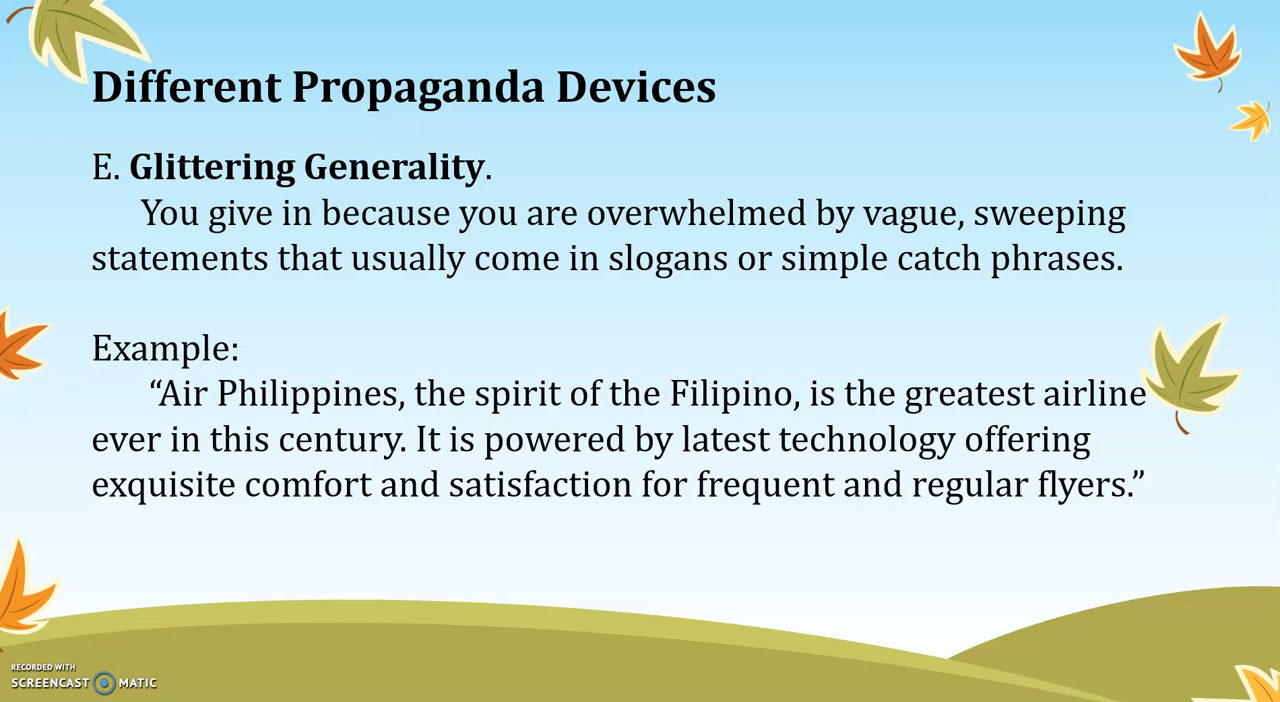 Different Propaganda Devices
E. Glittering Generality.
You give in because you are overwhelmed by vague, sweeping
statements that usually come in slogans or simple catch phrases.
Example:
“Air Philippines, the spirit of the Filipino, is the greatest airline
ever in this century. It is powered by latest technology offering
exquisite comfort and satisfaction for frequent and regular flyers.”
RECORDED WITH
SCREENCAST MATIC